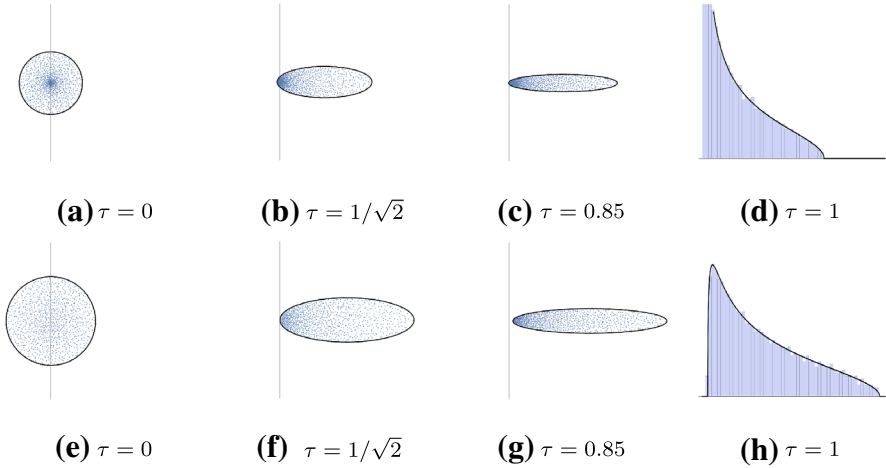 (a) τ = 0 (b) τ = 1/√2 (c) τ = 0.85 (d) τ = 1
(e) τ = 0 (f) τ = 1/√2 (g) τ = 0.85 (h) τ = 1